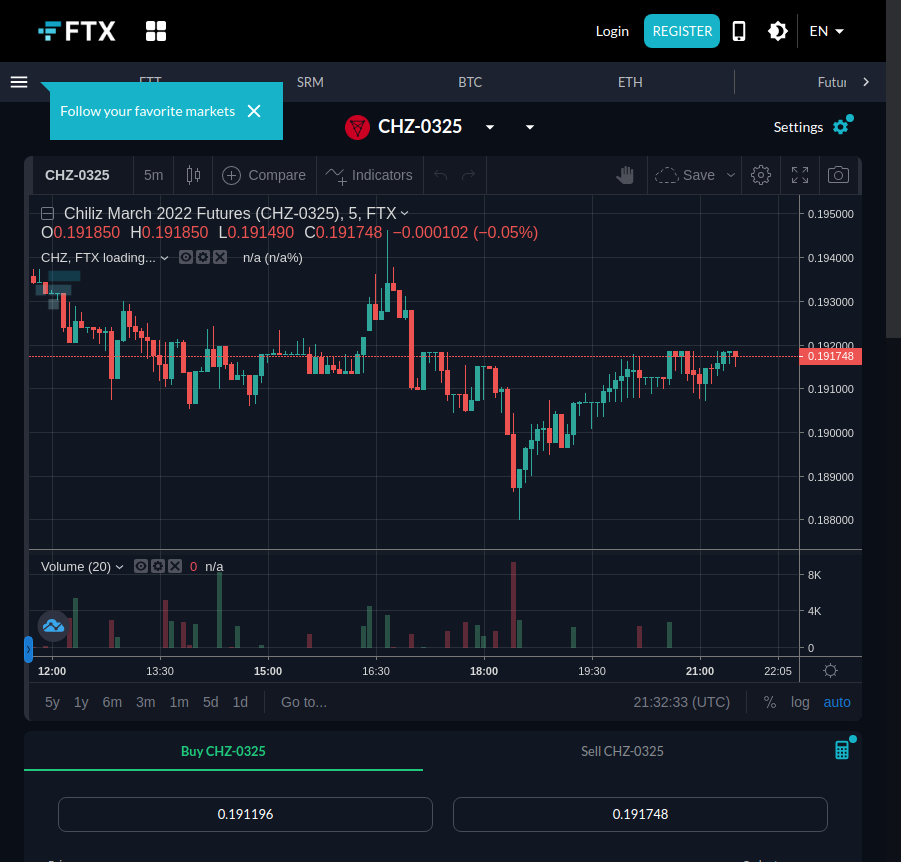 FTX
Login
REGISTER
EN
FTT
SRM
BTC
ETH
Futur
Follow your favorite markets
CHZ-0325
Settings
CHZ-0325
5m
Compare
Indicators
Save
Chiliz March 2022 Futures (CHZ-0325), 5, FTX
O0.191850 H0.191850 L0.191490 C0.191748 −0.000102 (−0.05%)
CHZ, FTX loading... n/a (n/a%)
0.195000
0.194000
0.193000
0.192000
0.191748
0.191000
0.190000
0.189000
0.188000
Volume (20) 0 n/a
8K
4K
0
12:00 13:30 15:00 16:30 18:00 19:30 21:00 22:05
5y 1y 6m 3m 1m 5d 1d Go to... 21:32:33 (UTC) % log auto
Buy CHZ-0325
Sell CHZ-0325
0.191196
0.191748